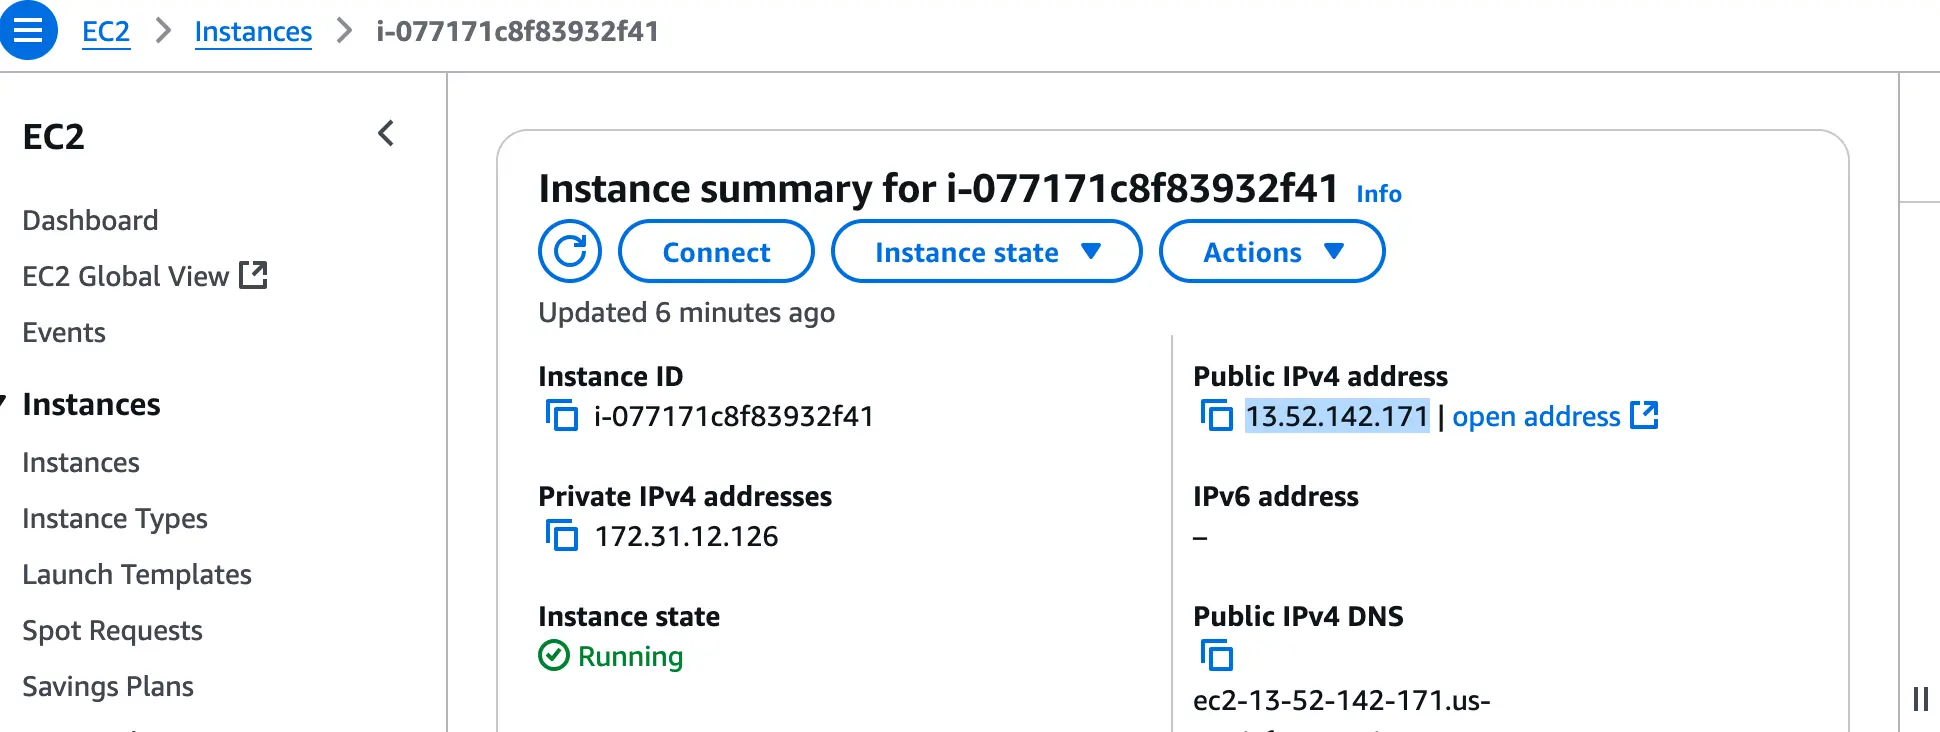 EC2 > Instances > i-077171c8f83932f41
EC2
Dashboard
EC2 Global View
Events
Instances
Instances
Instance Types
Launch Templates
Spot Requests
Savings Plans
Instance summary for i-077171c8f83932f41 Info
Connect
Instance state
Actions
Updated 6 minutes ago
Instance ID
i-077171c8f83932f41
Public IPv4 address
13.52.142.171 | open address
Private IPv4 addresses
172.31.12.126
IPv6 address
–
Instance state
Running
Public IPv4 DNS
ec2-13-52-142-171.us-